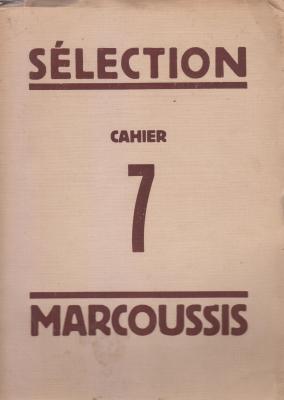 SÉLECTION
CAHIER
7
MARCOUSSIS